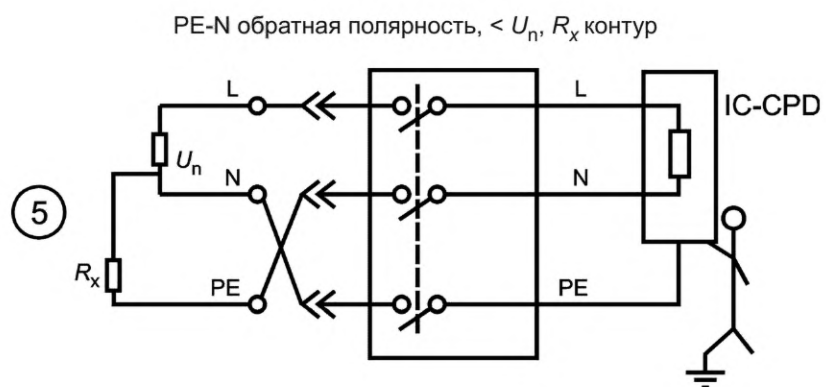 PE-N обратная полярность, < Uₙ, Rₓ контур
L
L
IC-CPD
Uₙ
N
N
5
Rₓ
PE
PE